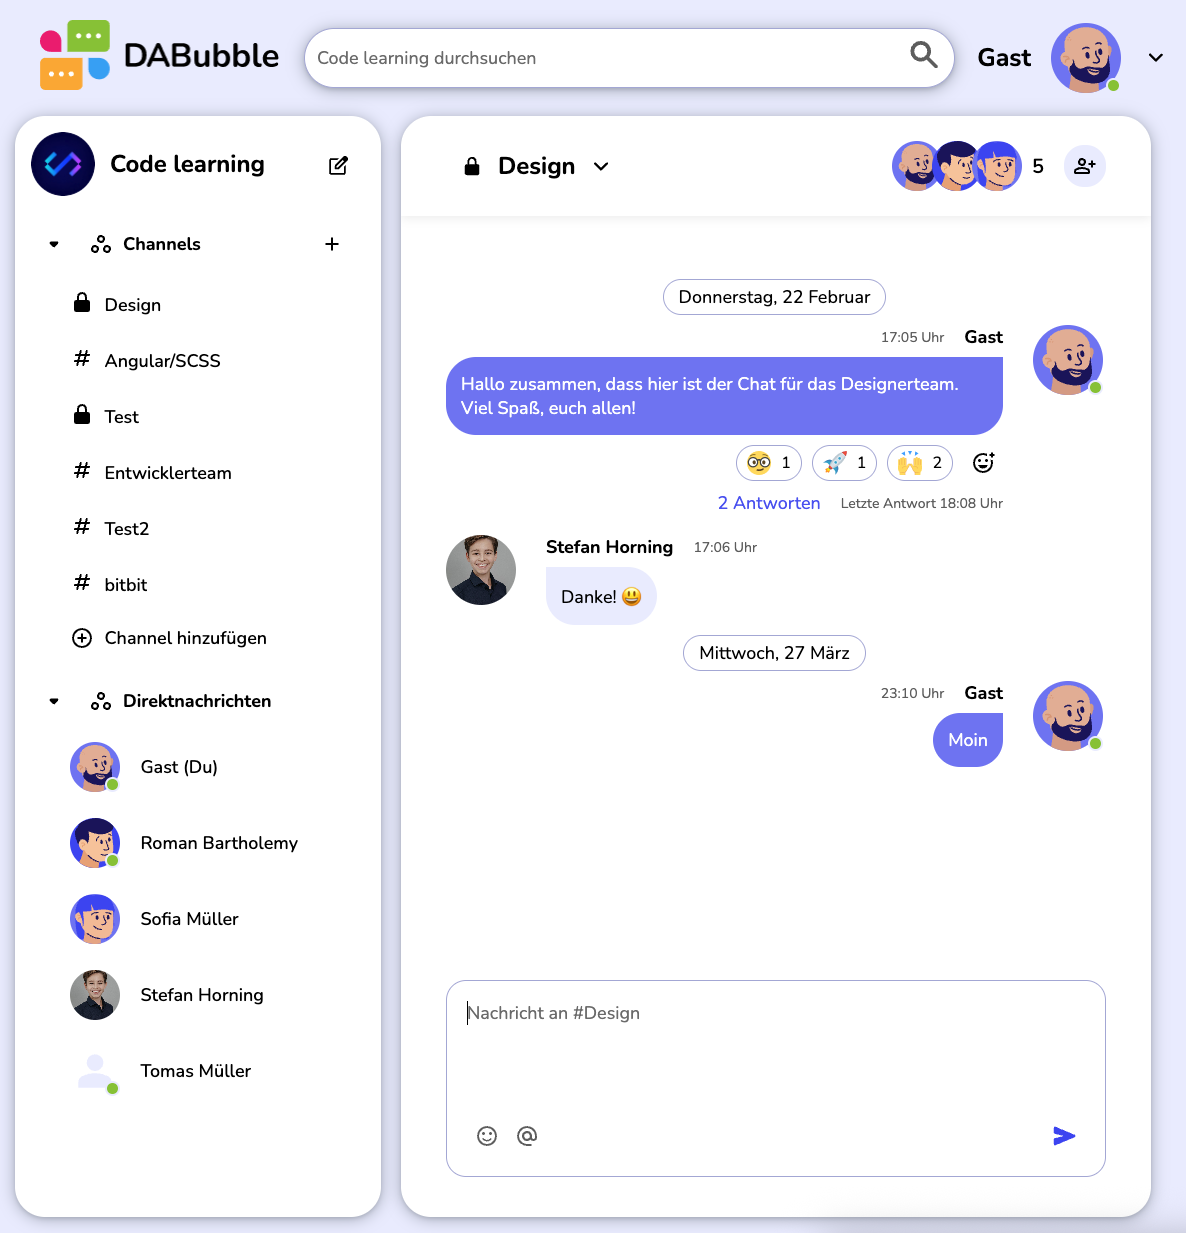 DABubble
Code learning durchsuchen
Gast
Code learning
Channels
Design
# Angular/SCSS
Test
# Entwicklerteam
# Test2
# bitbit
Channel hinzufügen
Direktnachrichten
Gast (Du)
Roman Bartholemy
Sofia Müller
Stefan Horning
Tomas Müller
Design
5
Donnerstag, 22 Februar
17:05 Uhr Gast
Hallo zusammen, dass hier ist der Chat für das Designerteam.
Viel Spaß, euch allen!
🤓 1 🚀 1 🙌 2
2 Antworten Letzte Antwort 18:08 Uhr
Stefan Horning 17:06 Uhr
Danke! 😃
Mittwoch, 27 März
23:10 Uhr Gast
Moin
Nachricht an #Design
@